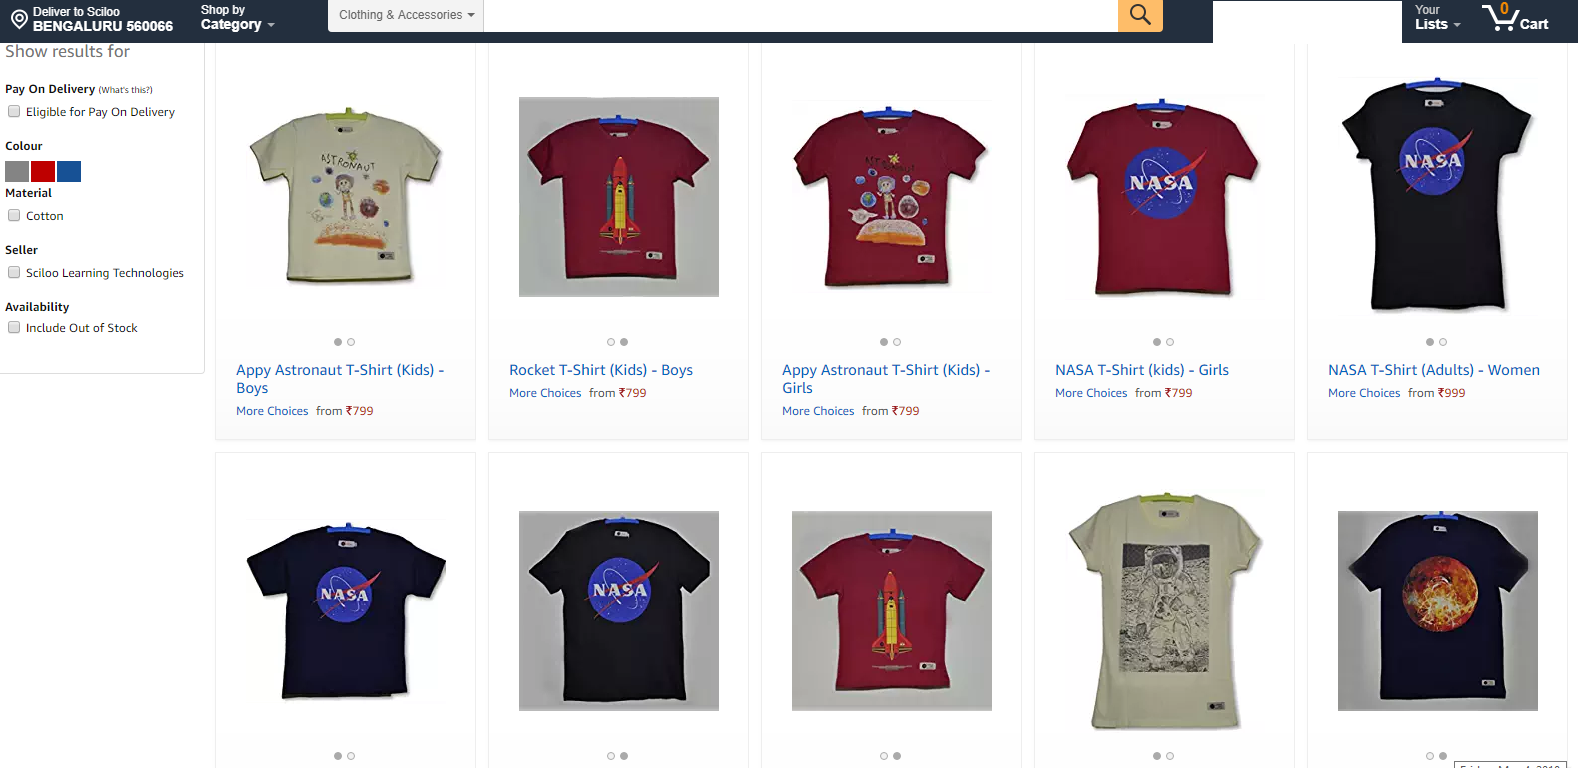 Deliver to Sciloo
BENGALURU 560066
Shop by
Category
Clothing & Accessories
Your
Lists
0
Cart
Show results for
Pay On Delivery (What's this?)
Eligible for Pay On Delivery
Colour
Material
Cotton
Seller
Sciloo Learning Technologies
Availability
Include Out of Stock
ASTRONAUT
ASTRONAUT
NASA
NASA
Appy Astronaut T-Shirt (Kids) -
Boys
More Choices from ₹799
Rocket T-Shirt (Kids) - Boys
More Choices from ₹799
Appy Astronaut T-Shirt (Kids) -
Girls
More Choices from ₹799
NASA T-Shirt (kids) - Girls
More Choices from ₹799
NASA T-Shirt (Adults) - Women
More Choices from ₹999
NASA
NASA